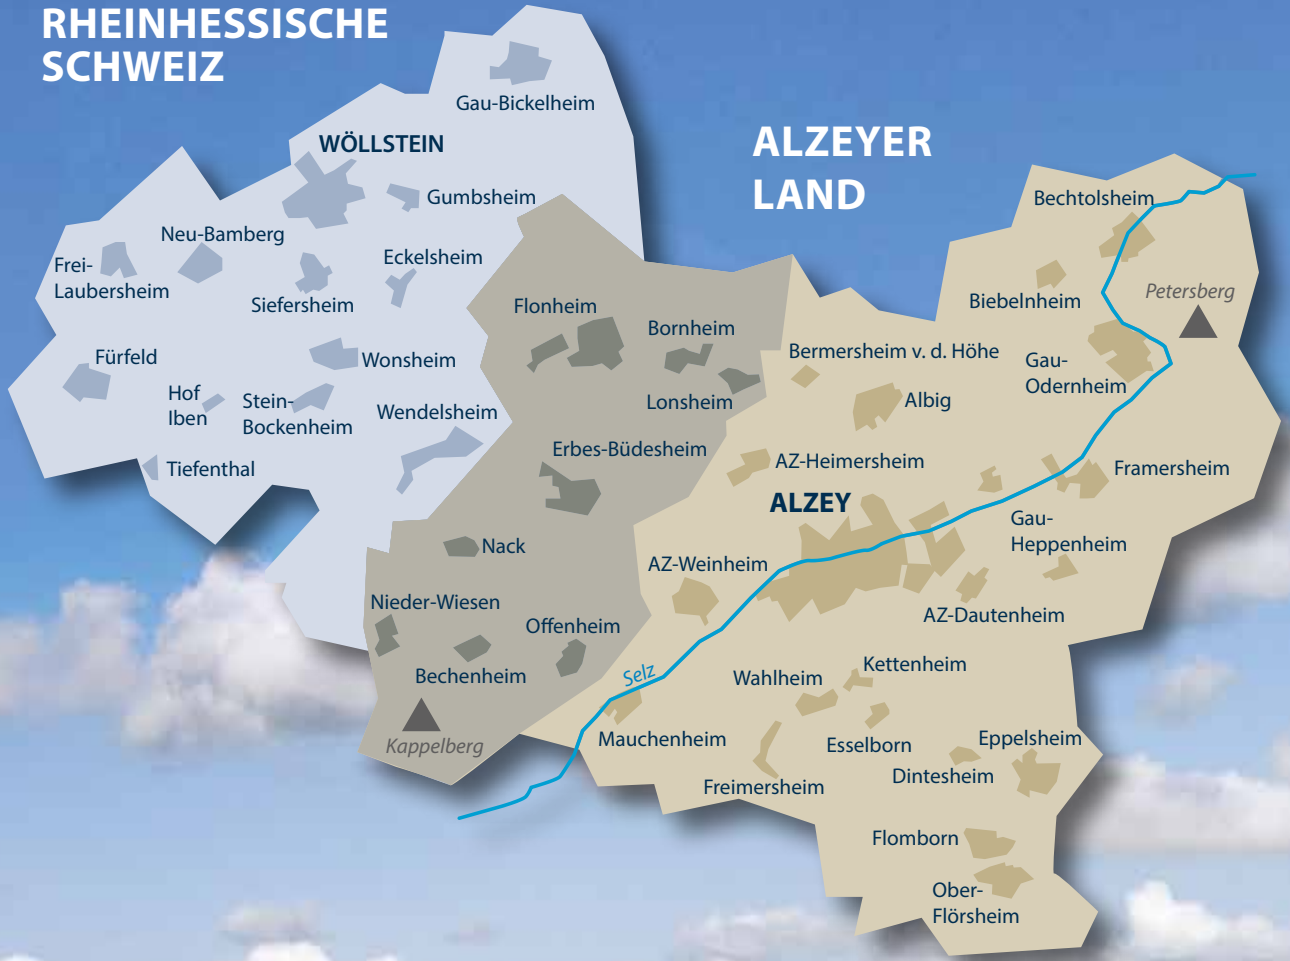 RHEINHESSISCHE
SCHWEIZ
Gau-Bickelheim
WÖLLSTEIN
ALZEYER
LAND
Gumbsheim
Bechtolsheim
Neu-Bamberg
Eckelsheim
Frei-
Laubersheim
Siefersheim
Flonheim
Bornheim
Biebelnheim
Petersberg
Fürfeld
Wonsheim
Bermersheim v. d. Höhe
Gau-
Odernheim
Hof
Iben
Stein-
Bockenheim
Wendelsheim
Lonsheim
Albig
Tiefenthal
Erbes-Büdesheim
AZ-Heimersheim
Framersheim
ALZEY
Nack
Gau-
Heppenheim
AZ-Weinheim
Nieder-Wiesen
Offenheim
AZ-Dautenheim
Bechenheim
Selz
Wahlheim
Kettenheim
Kappelberg
Mauchenheim
Esselborn
Eppelsheim
Dintesheim
Freimersheim
Flomborn
Ober-
Flörsheim